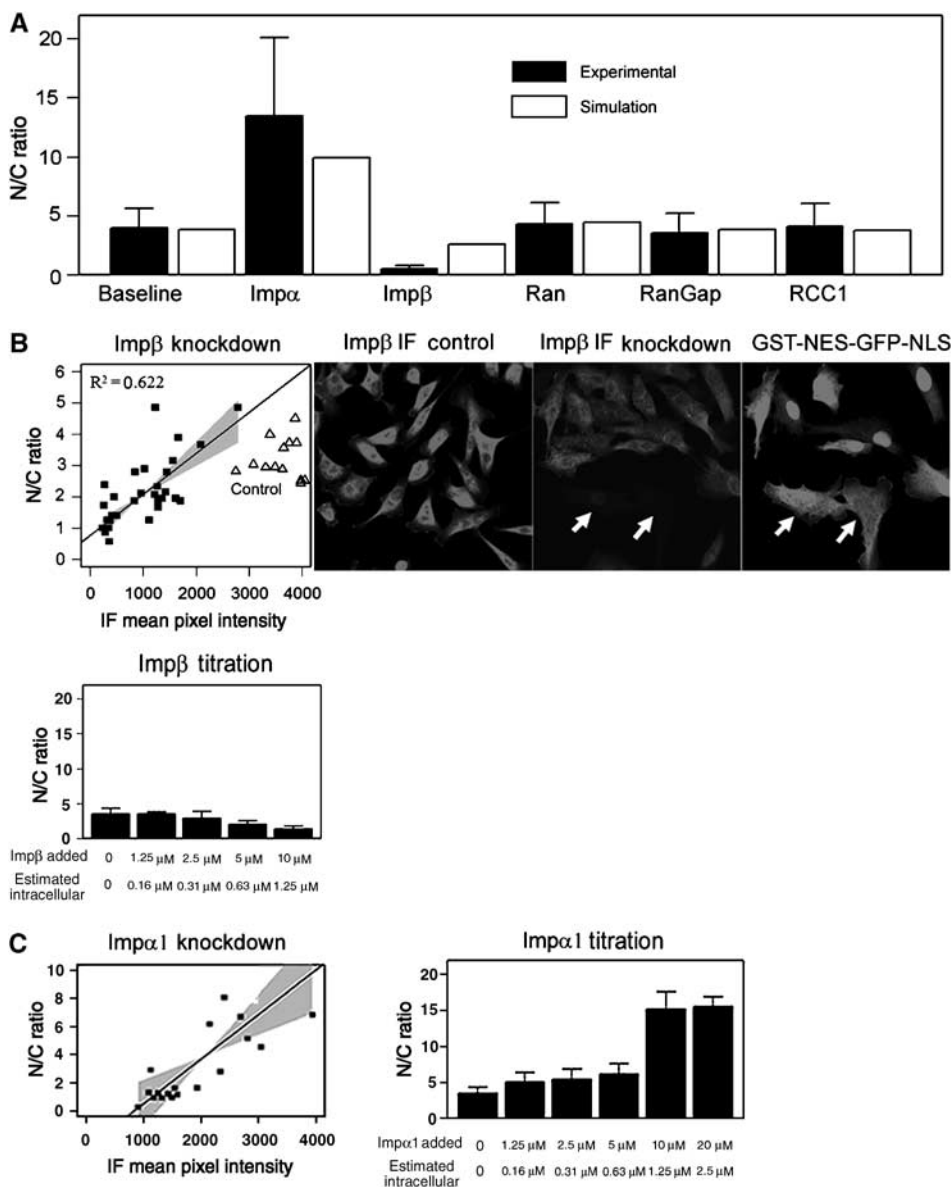 A
20
15
10
5
0
N/C ratio
Experimental
Simulation
Baseline Impα Impβ Ran RanGap RCC1
B
Impβ knockdown
R² = 0.622
6
5
4
3
2
1
0
N/C ratio
Control
0 1000 2000 3000 4000
IF mean pixel intensity
Impβ IF control
Impβ IF knockdown
GST-NES-GFP-NLS
Impβ titration
20
15
10
5
0
N/C ratio
Impβ added 0 1.25 μM 2.5 μM 5 μM 10 μM
Estimated
intracellular 0 0.16 μM 0.31 μM 0.63 μM 1.25 μM
C
Impα1 knockdown
10
8
6
4
2
0
N/C ratio
0 1000 2000 3000 4000
IF mean pixel intensity
Impα1 titration
20
15
10
5
0
N/C ratio
Impα1 added 0 1.25 μM 2.5 μM 5 μM 10 μM 20 μM
Estimated
intracellular 0 0.16 μM 0.31 μM 0.63 μM 1.25 μM 2.5 μM